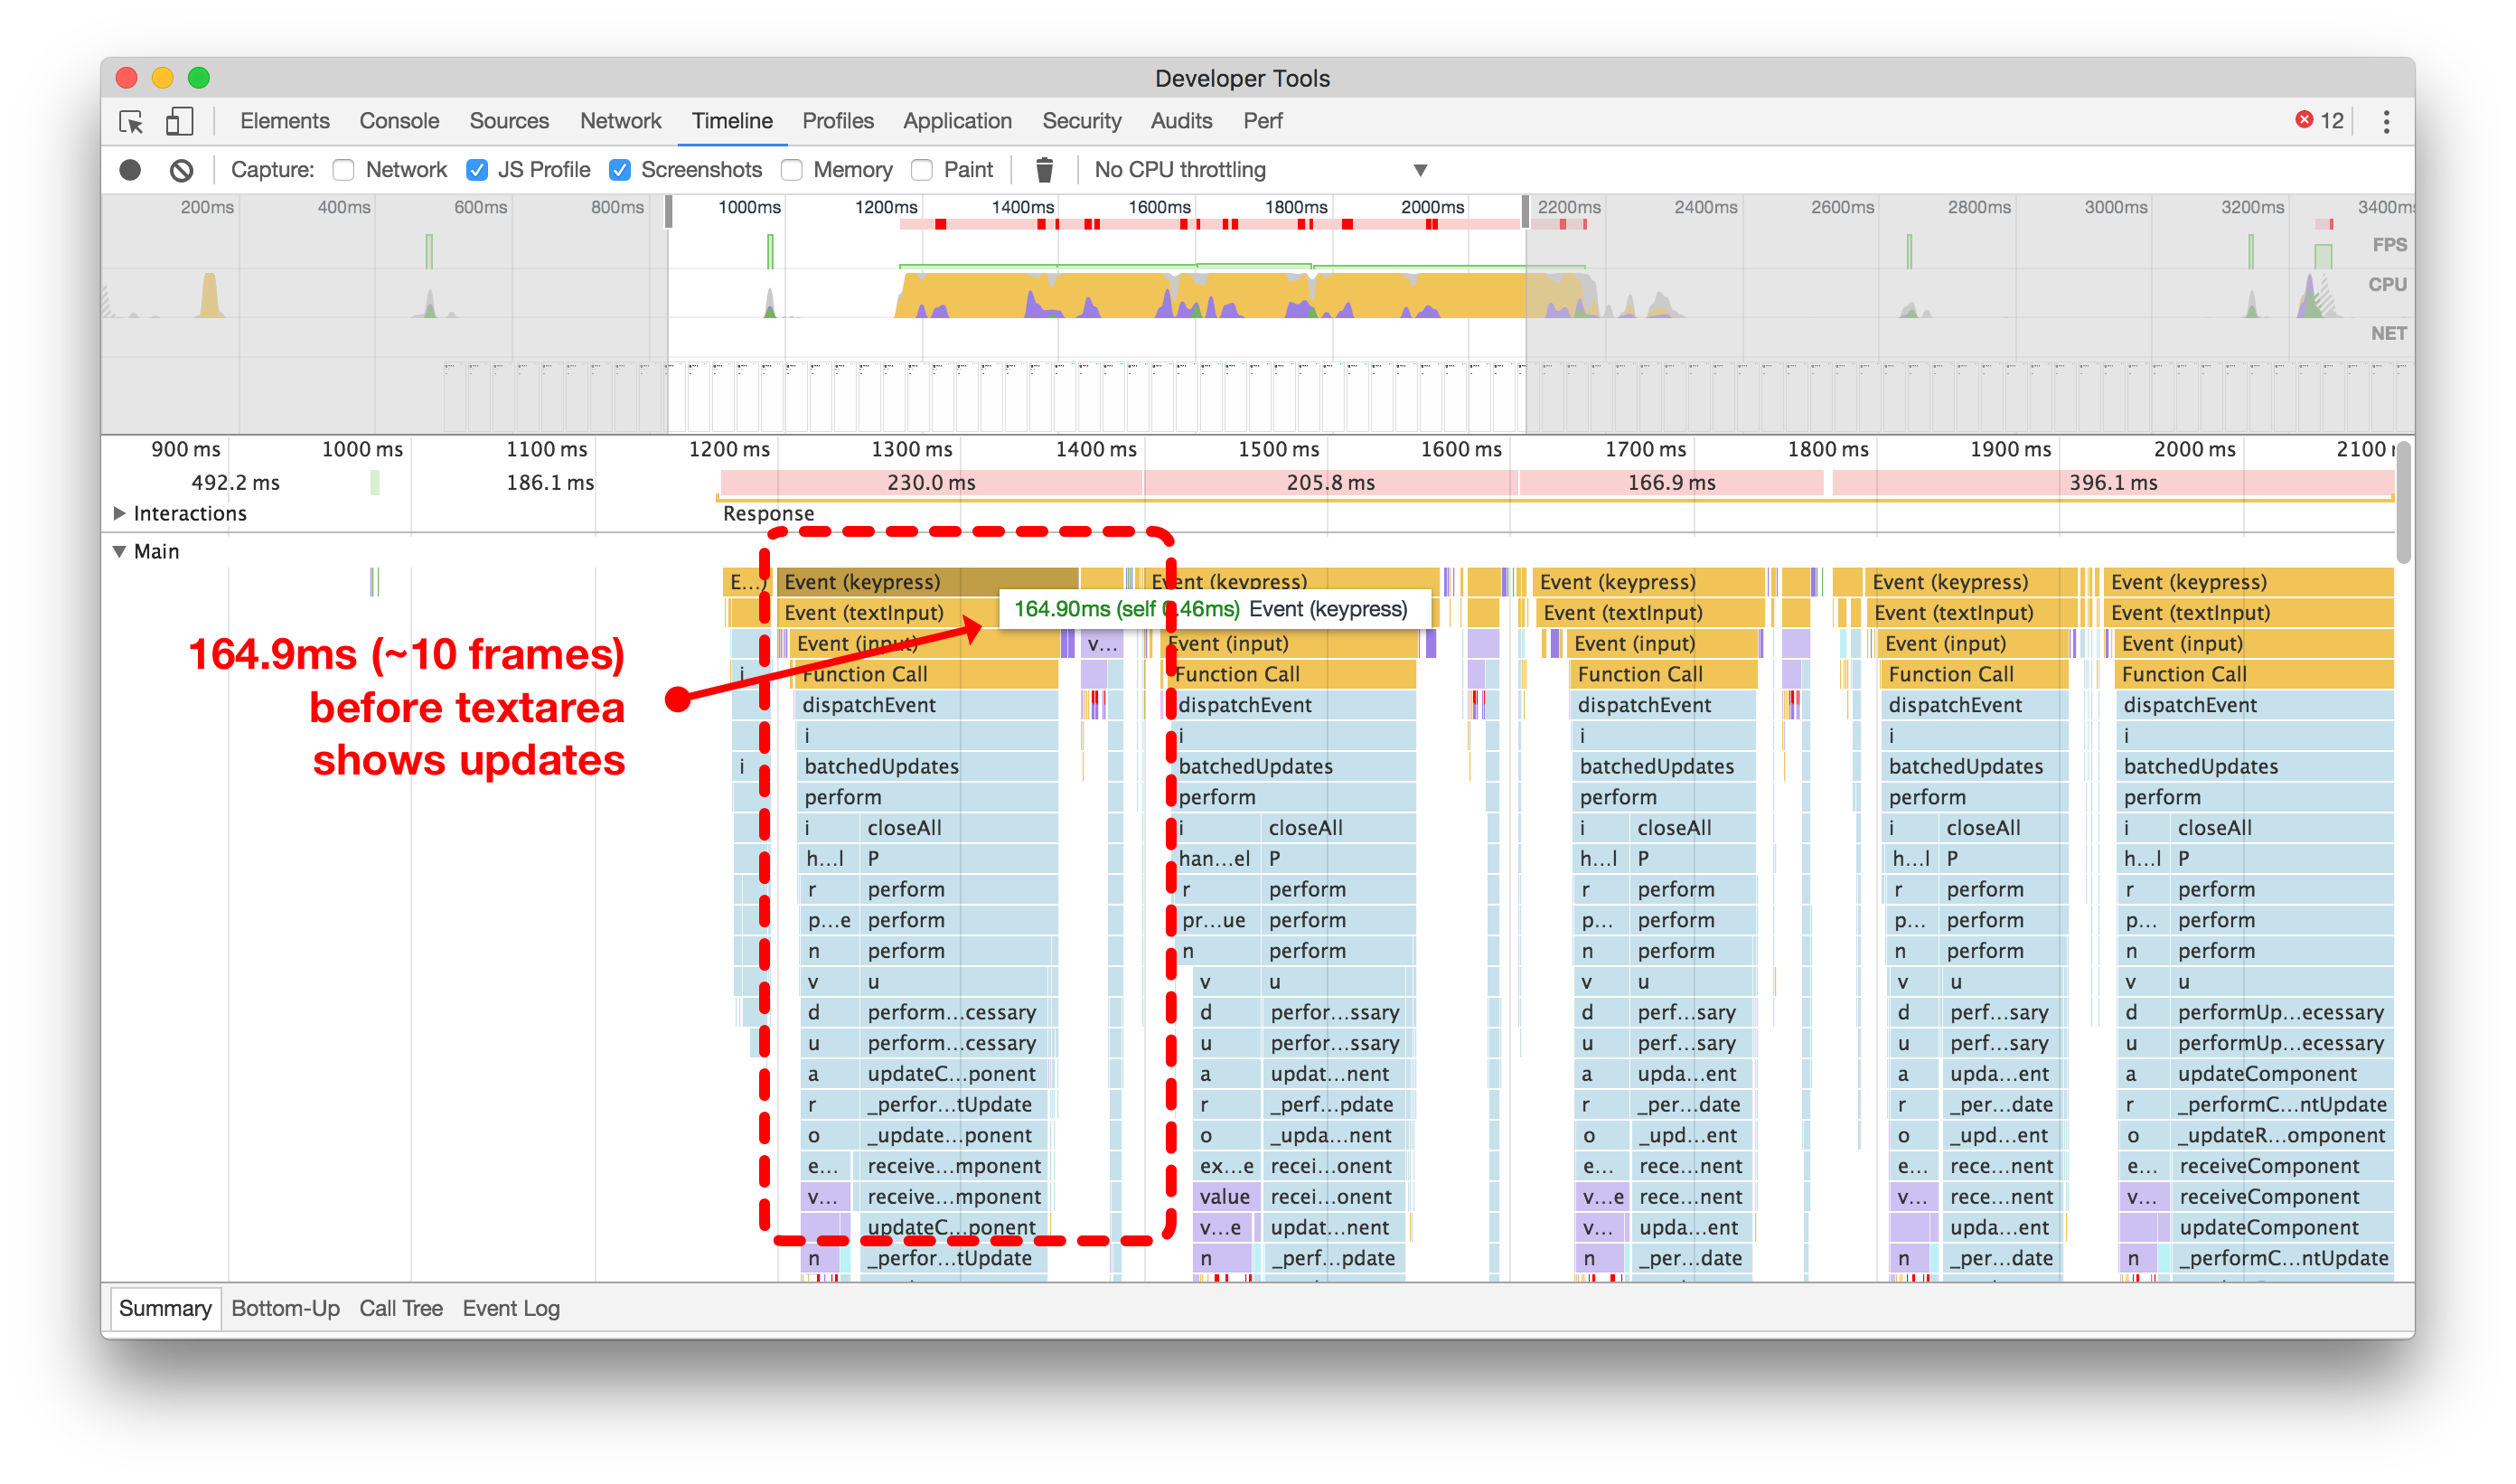 Developer Tools
Elements Console Sources Network Timeline Profiles Application Security Audits Perf 12
Capture: Network JS Profile Screenshots Memory Paint No CPU throttling
200ms 400ms 600ms 800ms 1000ms 1200ms 1400ms 1600ms 1800ms 2000ms 2200ms 2400ms 2600ms 2800ms 3000ms 3200ms 3400ms
FPS
CPU
NET
900 ms 1000 ms 1100 ms 1200 ms 1300 ms 1400 ms 1500 ms 1600 ms 1700 ms 1800 ms 1900 ms 2000 ms 2100
492.2 ms 186.1 ms 230.0 ms 205.8 ms 166.9 ms 396.1 ms
Interactions Response
Main
E...) Event (keypress) Event (keypress) Event (keypress) Event (keypress) Event (keypress)
Event (textInput) 164.90ms (self 0.46ms) Event (keypress) Event (textInput) Event (textInput) Event (textInput)
164.9ms (~10 frames)
before textarea
shows updates
Event (input) v... Event (input) Event (input) Event (input) Event (input)
i Function Call Function Call Function Call Function Call Function Call
dispatchEvent dispatchEvent dispatchEvent dispatchEvent dispatchEvent
i i i i i
i batchedUpdates batchedUpdates batchedUpdates batchedUpdates batchedUpdates
perform perform perform perform perform
i closeAll i closeAll i closeAll i closeAll i closeAll
h...l P han...el P h...l P h...l P h...l P
r perform r perform r perform r perform r perform
p...e perform pr...ue perform p... perform p... perform p... perform
n perform n perform n perform n perform n perform
v u v u v u v u v u
d perform...cessary d perfor...ssary d perf...sary d perf...sary d performUp...ecessary
u perform...cessary u perfor...ssary u perf...sary u perf...sary u performUp...ecessary
a updateC...ponent a updat...nent a upda...ent a upda...ent a updateComponent
r _perfor...tUpdate r _perf...pdate r _per...date r _per...date r _performC...ntUpdate
o _update...ponent o _upda...nent o _upd...ent o _upd...ent o _updateR...omponent
e... receive...mponent ex...e recei...onent e... rece...nent e... rece...nent e... receiveComponent
v... receive...mponent value recei...onent v...e rece...nent v... rece...nent v... receiveComponent
updateC...ponent v...e updat...nent v... upda...ent upda...ent updateComponent
n _perfor...tUpdate n _perf...pdate n _per...date n _per...date n _performC...ntUpdate
Summary Bottom-Up Call Tree Event Log